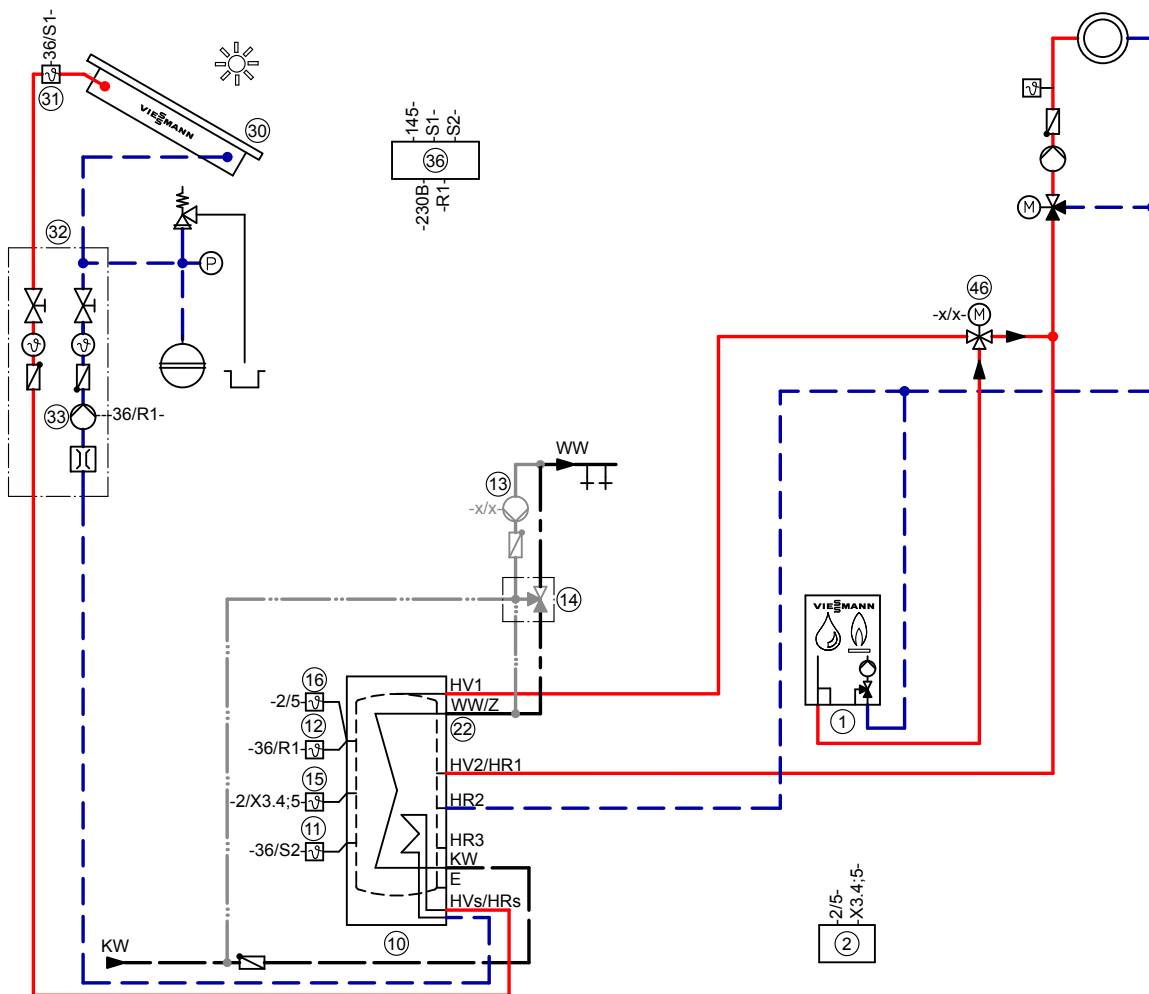 -36/S1-
31
VIESSMANN
30
-145-
-S1-
-S2-
36
-230B-
-R1-
M
32
P
46
-x/x-
M
ϑ
ϑ
ϑ
ϑ
33
-36/R1-
WW
13
-x/x-
14
VIESSMANN
1
16
-2/5-
ϑ
12
-36/R1-
ϑ
15
-2/X3.4;5-
ϑ
11
-36/S2-
ϑ
HV1
WW/Z
22
HV2/HR1
HR2
HR3
KW
E
HVs/HRs
10
KW
-2/5-
-X3.4;5-
2